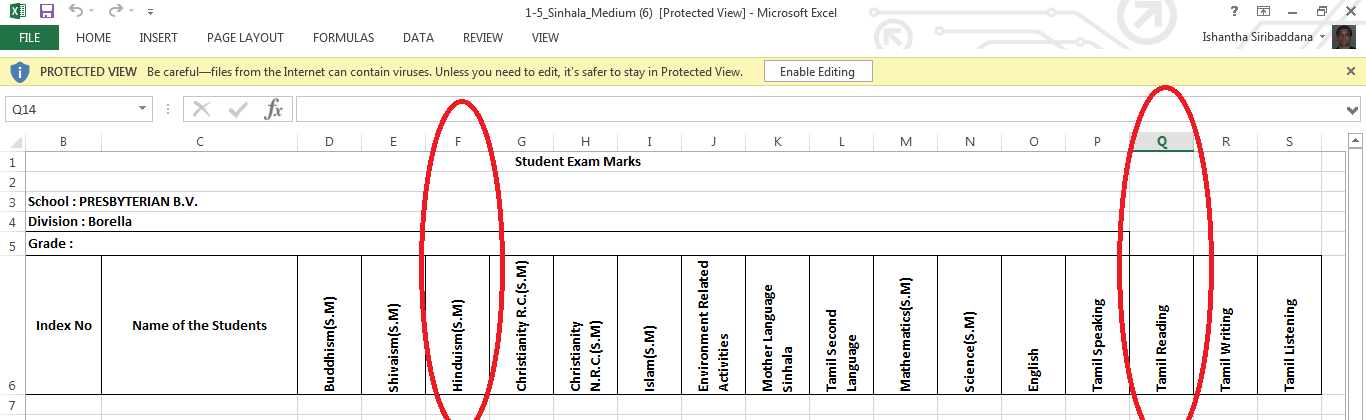 1-5_Sinhala_Medium (6) [Protected View] - Microsoft Excel
FILE HOME INSERT PAGE LAYOUT FORMULAS DATA REVIEW VIEW Ishantha Siribaddana
PROTECTED VIEW Be careful—files from the Internet can contain viruses. Unless you need to edit, it's safer to stay in Protected View. Enable Editing
Q14 fx
B C D E F G H I J K L M N O P Q R S
1 Student Exam Marks
2
3 School : PRESBYTERIAN B.V.
4 Division : Borella
5 Grade :
6 Index No
Name of the Students
Buddhism(S.M)
Shivaism(S.M)
Hinduism(S.M)
Christianity R.C.(S.M)
Christianity
N.R.C.(S.M)
Islam(S.M)
Environment Related
Activities
Mother Language
Sinhala
Tamil Second
Language
Mathematics(S.M)
Science(S.M)
English
Tamil Speaking
Tamil Reading
Tamil Writing
Tamil Listening
7